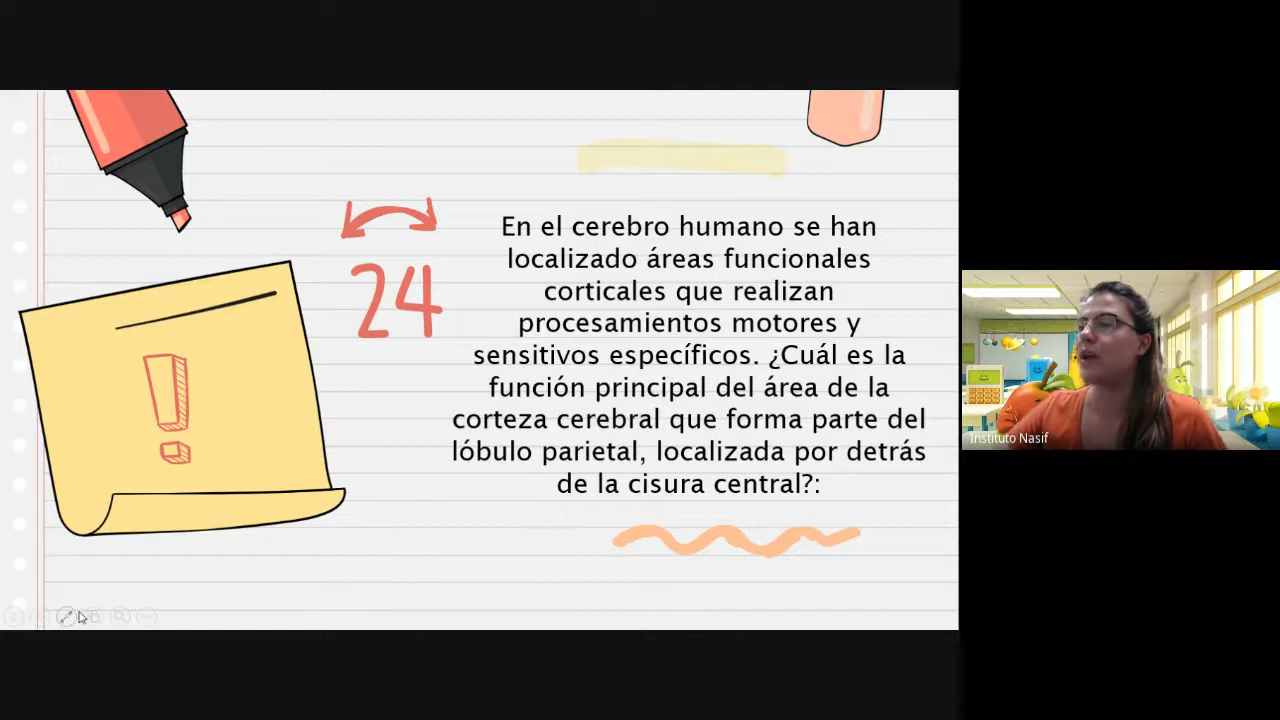 24
En el cerebro humano se han
localizado áreas funcionales
corticales que realizan
procesamientos motores y
sensitivos específicos. ¿Cuál es la
función principal del área de la
corteza cerebral que forma parte del
lóbulo parietal, localizada por detrás
de la cisura central?:
!
Instituto Nasif